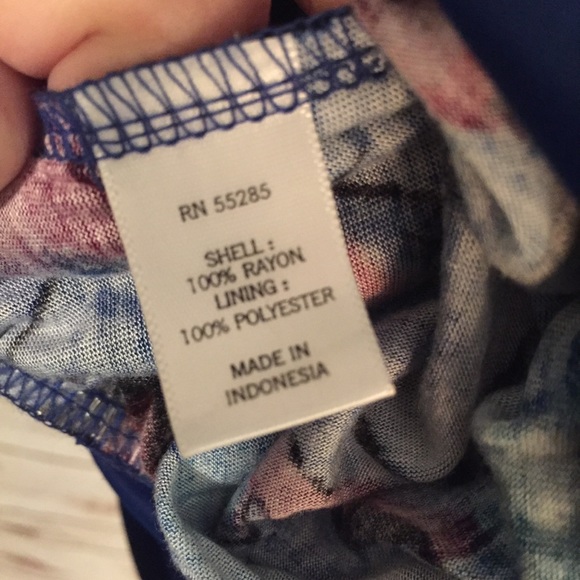 RN 55285
SHELL :
100% RAYON
LINING :
100% POLYESTER
MADE IN
INDONESIA